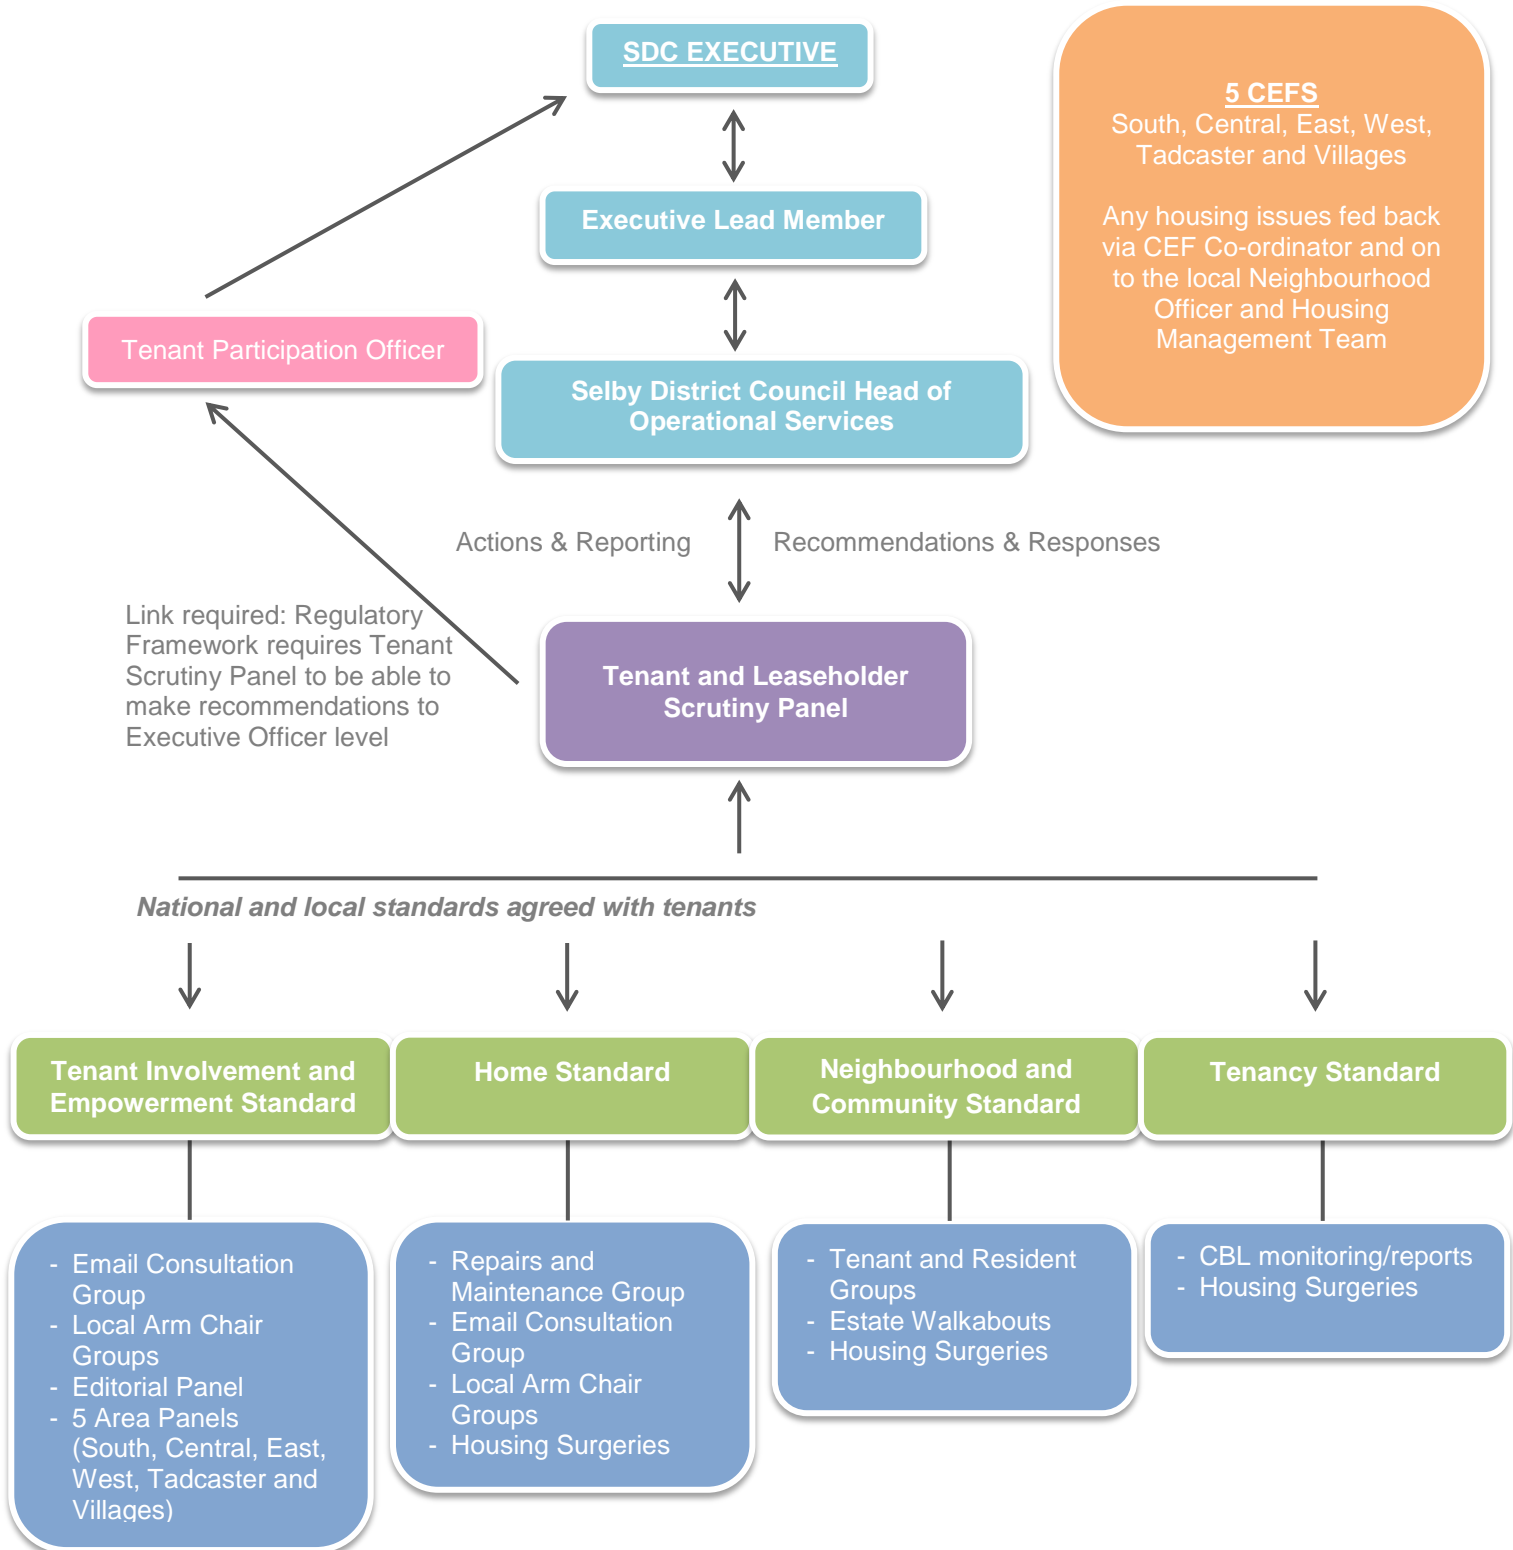 SDC EXECUTIVE
5 CEFS
South, Central, East, West,
Tadcaster and Villages
Any housing issues fed back
via CEF Co-ordinator and on
to the local Neighbourhood
Officer and Housing
Management Team
Executive Lead Member
Tenant Participation Officer
Selby District Council Head of
Operational Services
Actions & Reporting
Recommendations & Responses
Link required: Regulatory
Framework requires Tenant
Scrutiny Panel to be able to
make recommendations to
Executive Officer level
Tenant and Leaseholder
Scrutiny Panel
National and local standards agreed with tenants
Tenant Involvement and
Empowerment Standard
Home Standard
Neighbourhood and
Community Standard
Tenancy Standard
- Email Consultation
Group
- Local Arm Chair
Groups
- Editorial Panel
- 5 Area Panels
(South, Central, East,
West, Tadcaster and
Villages)
- Repairs and
Maintenance Group
- Email Consultation
Group
- Local Arm Chair
Groups
- Housing Surgeries
- Tenant and Resident
Groups
- Estate Walkabouts
- Housing Surgeries
- CBL monitoring/reports
- Housing Surgeries